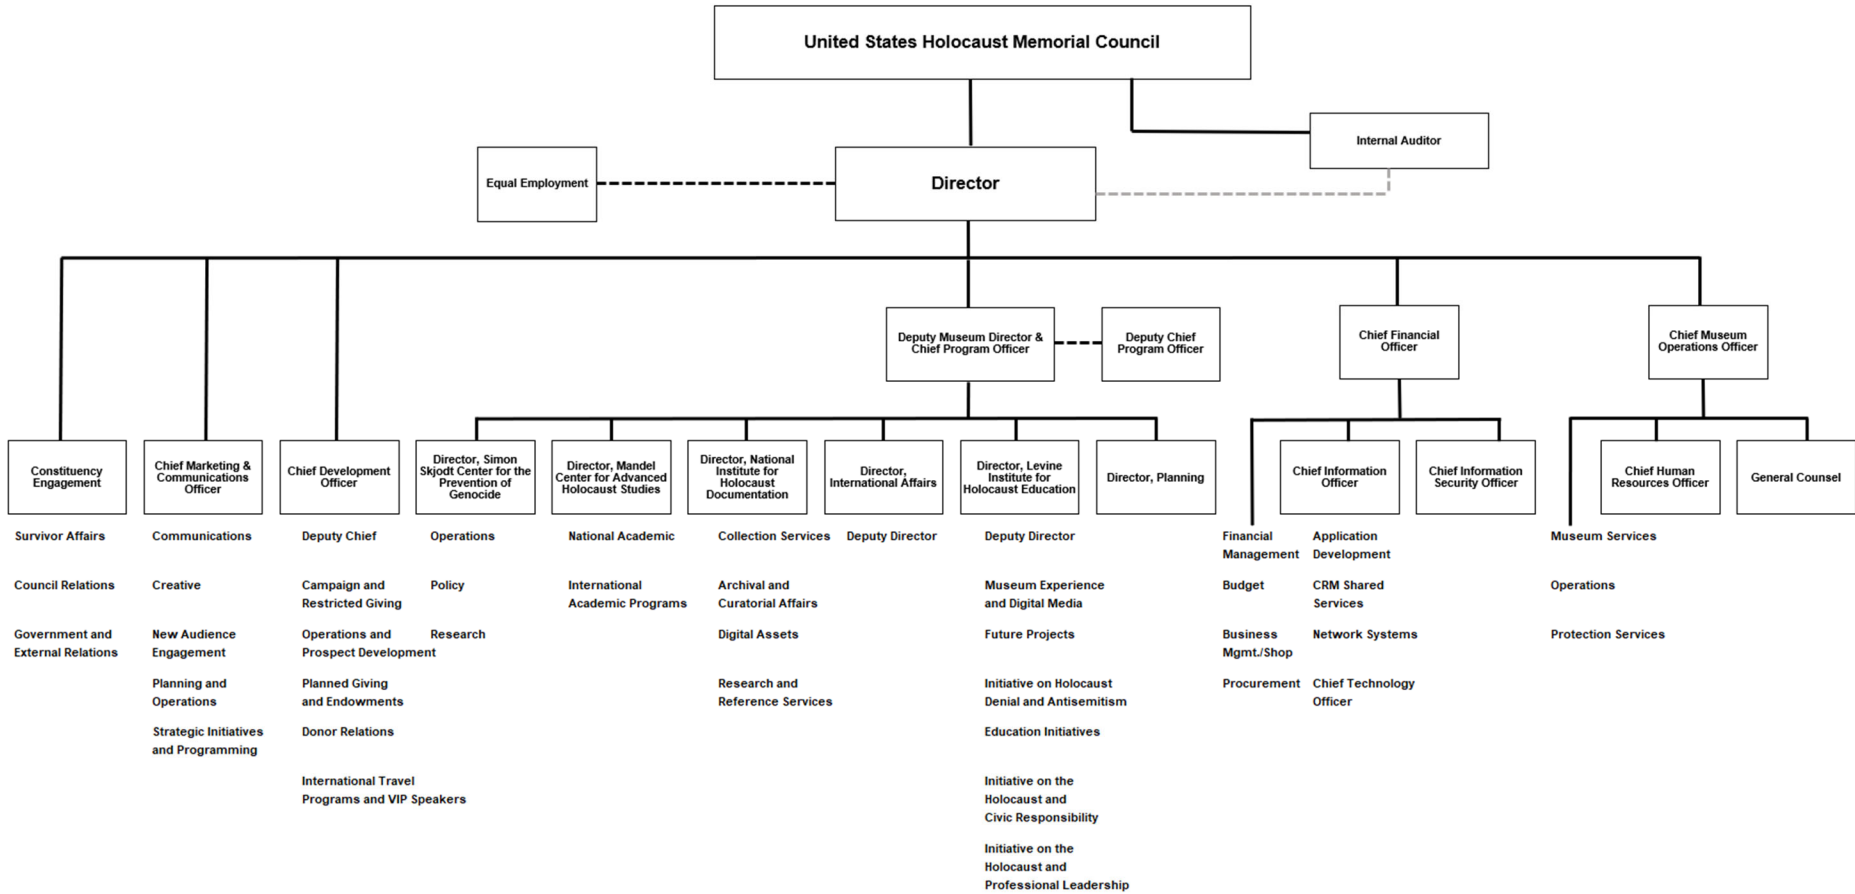 United States Holocaust Memorial Council
Internal Auditor
Equal Employment
Director
Deputy Museum Director &
Chief Program Officer
Deputy Chief
Program Officer
Chief Financial
Officer
Chief Museum
Operations Officer
Constituency
Engagement
Survivor Affairs
Council Relations
Government and
External Relations
Chief Marketing &
Communications
Officer
Communications
Creative
New Audience
Engagement
Planning and
Operations
Strategic Initiatives
and Programming
Chief Development
Officer
Deputy Chief
Campaign and
Restricted Giving
Operations and
Prospect Development
Planned Giving
and Endowments
Donor Relations
International Travel
Programs and VIP Speakers
Director, Simon
Skjodt Center for the
Prevention of
Genocide
Operations
Policy
Research
Director, Mandel
Center for Advanced
Holocaust Studies
National Academic
International
Academic Programs
Director, National
Institute for
Holocaust
Documentation
Collection Services
Archival and
Curatorial Affairs
Digital Assets
Research and
Reference Services
Director,
International Affairs
Deputy Director
Director, Levine
Institute for
Holocaust Education
Deputy Director
Museum Experience
and Digital Media
Future Projects
Initiative on Holocaust
Denial and Antisemitism
Education Initiatives
Initiative on the
Holocaust and
Civic Responsibility
Initiative on the
Holocaust and
Professional Leadership
Director, Planning
Financial
Management
Budget
Business
Mgmt./Shop
Procurement
Chief Information
Officer
Application
Development
CRM Shared
Services
Network Systems
Chief Technology
Officer
Chief Information
Security Officer
Museum Services
Operations
Protection Services
Chief Human
Resources Officer
General Counsel